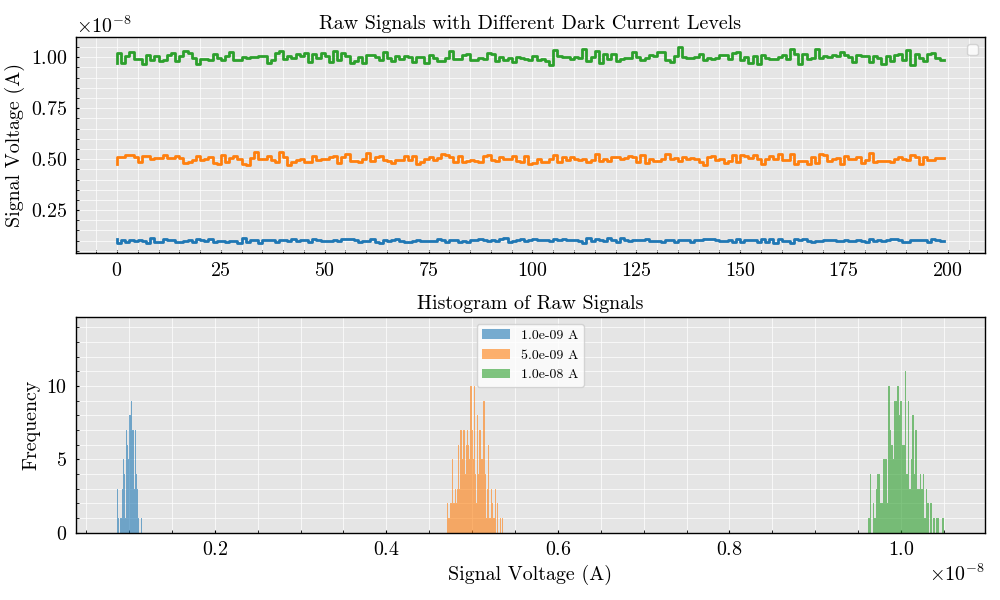 ×10⁻⁸
Raw Signals with Different Dark Current Levels
1.00
0.75
0.50
0.25
Signal Voltage (A)
0 25 50 75 100 125 150 175 200
Histogram of Raw Signals
1.0e-09 A
5.0e-09 A
1.0e-08 A
10
5
0
Frequency
0.2 0.4 0.6 0.8 1.0
Signal Voltage (A)
×10⁻⁸